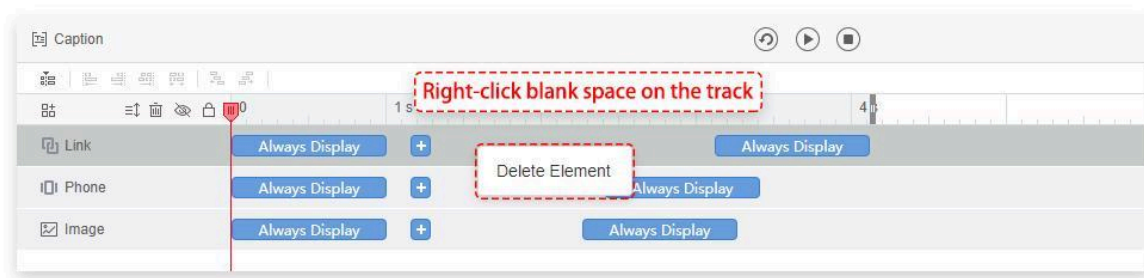 Caption
Right-click blank space on the track
0 1 s 4
Link Always Display + Always Display
Delete Element
Phone Always Display + Always Display
Image Always Display + Always Display